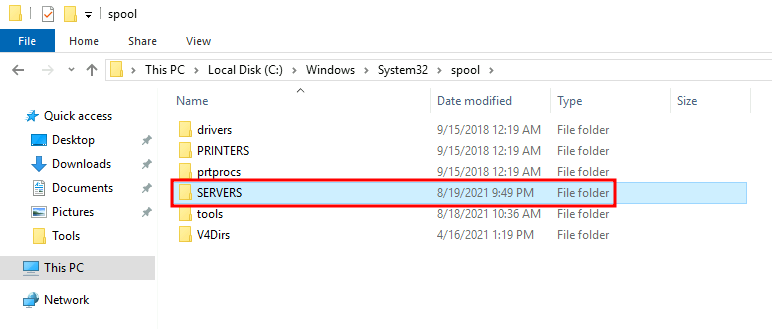 spool
File Home Share View
This PC Local Disk (C:) Windows System32 spool
Name Date modified Type Size
Quick access
Desktop
Downloads
Documents
Pictures
Tools
This PC
Network
drivers 9/15/2018 12:19 AM File folder
PRINTERS 9/15/2018 12:19 AM File folder
prtprocs 9/15/2018 12:19 AM File folder
SERVERS 8/19/2021 9:49 PM File folder
tools 8/18/2021 10:36 AM File folder
V4Dirs 4/16/2021 1:19 PM File folder